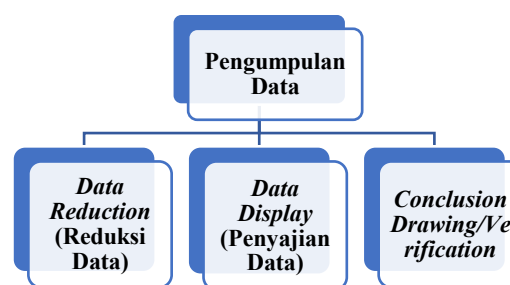 Pengumpulan
Data
Data
Reduction
(Reduksi
Data)
Data
Display
(Penyajian
Data)
Conclusion
Drawing/Ve
rification